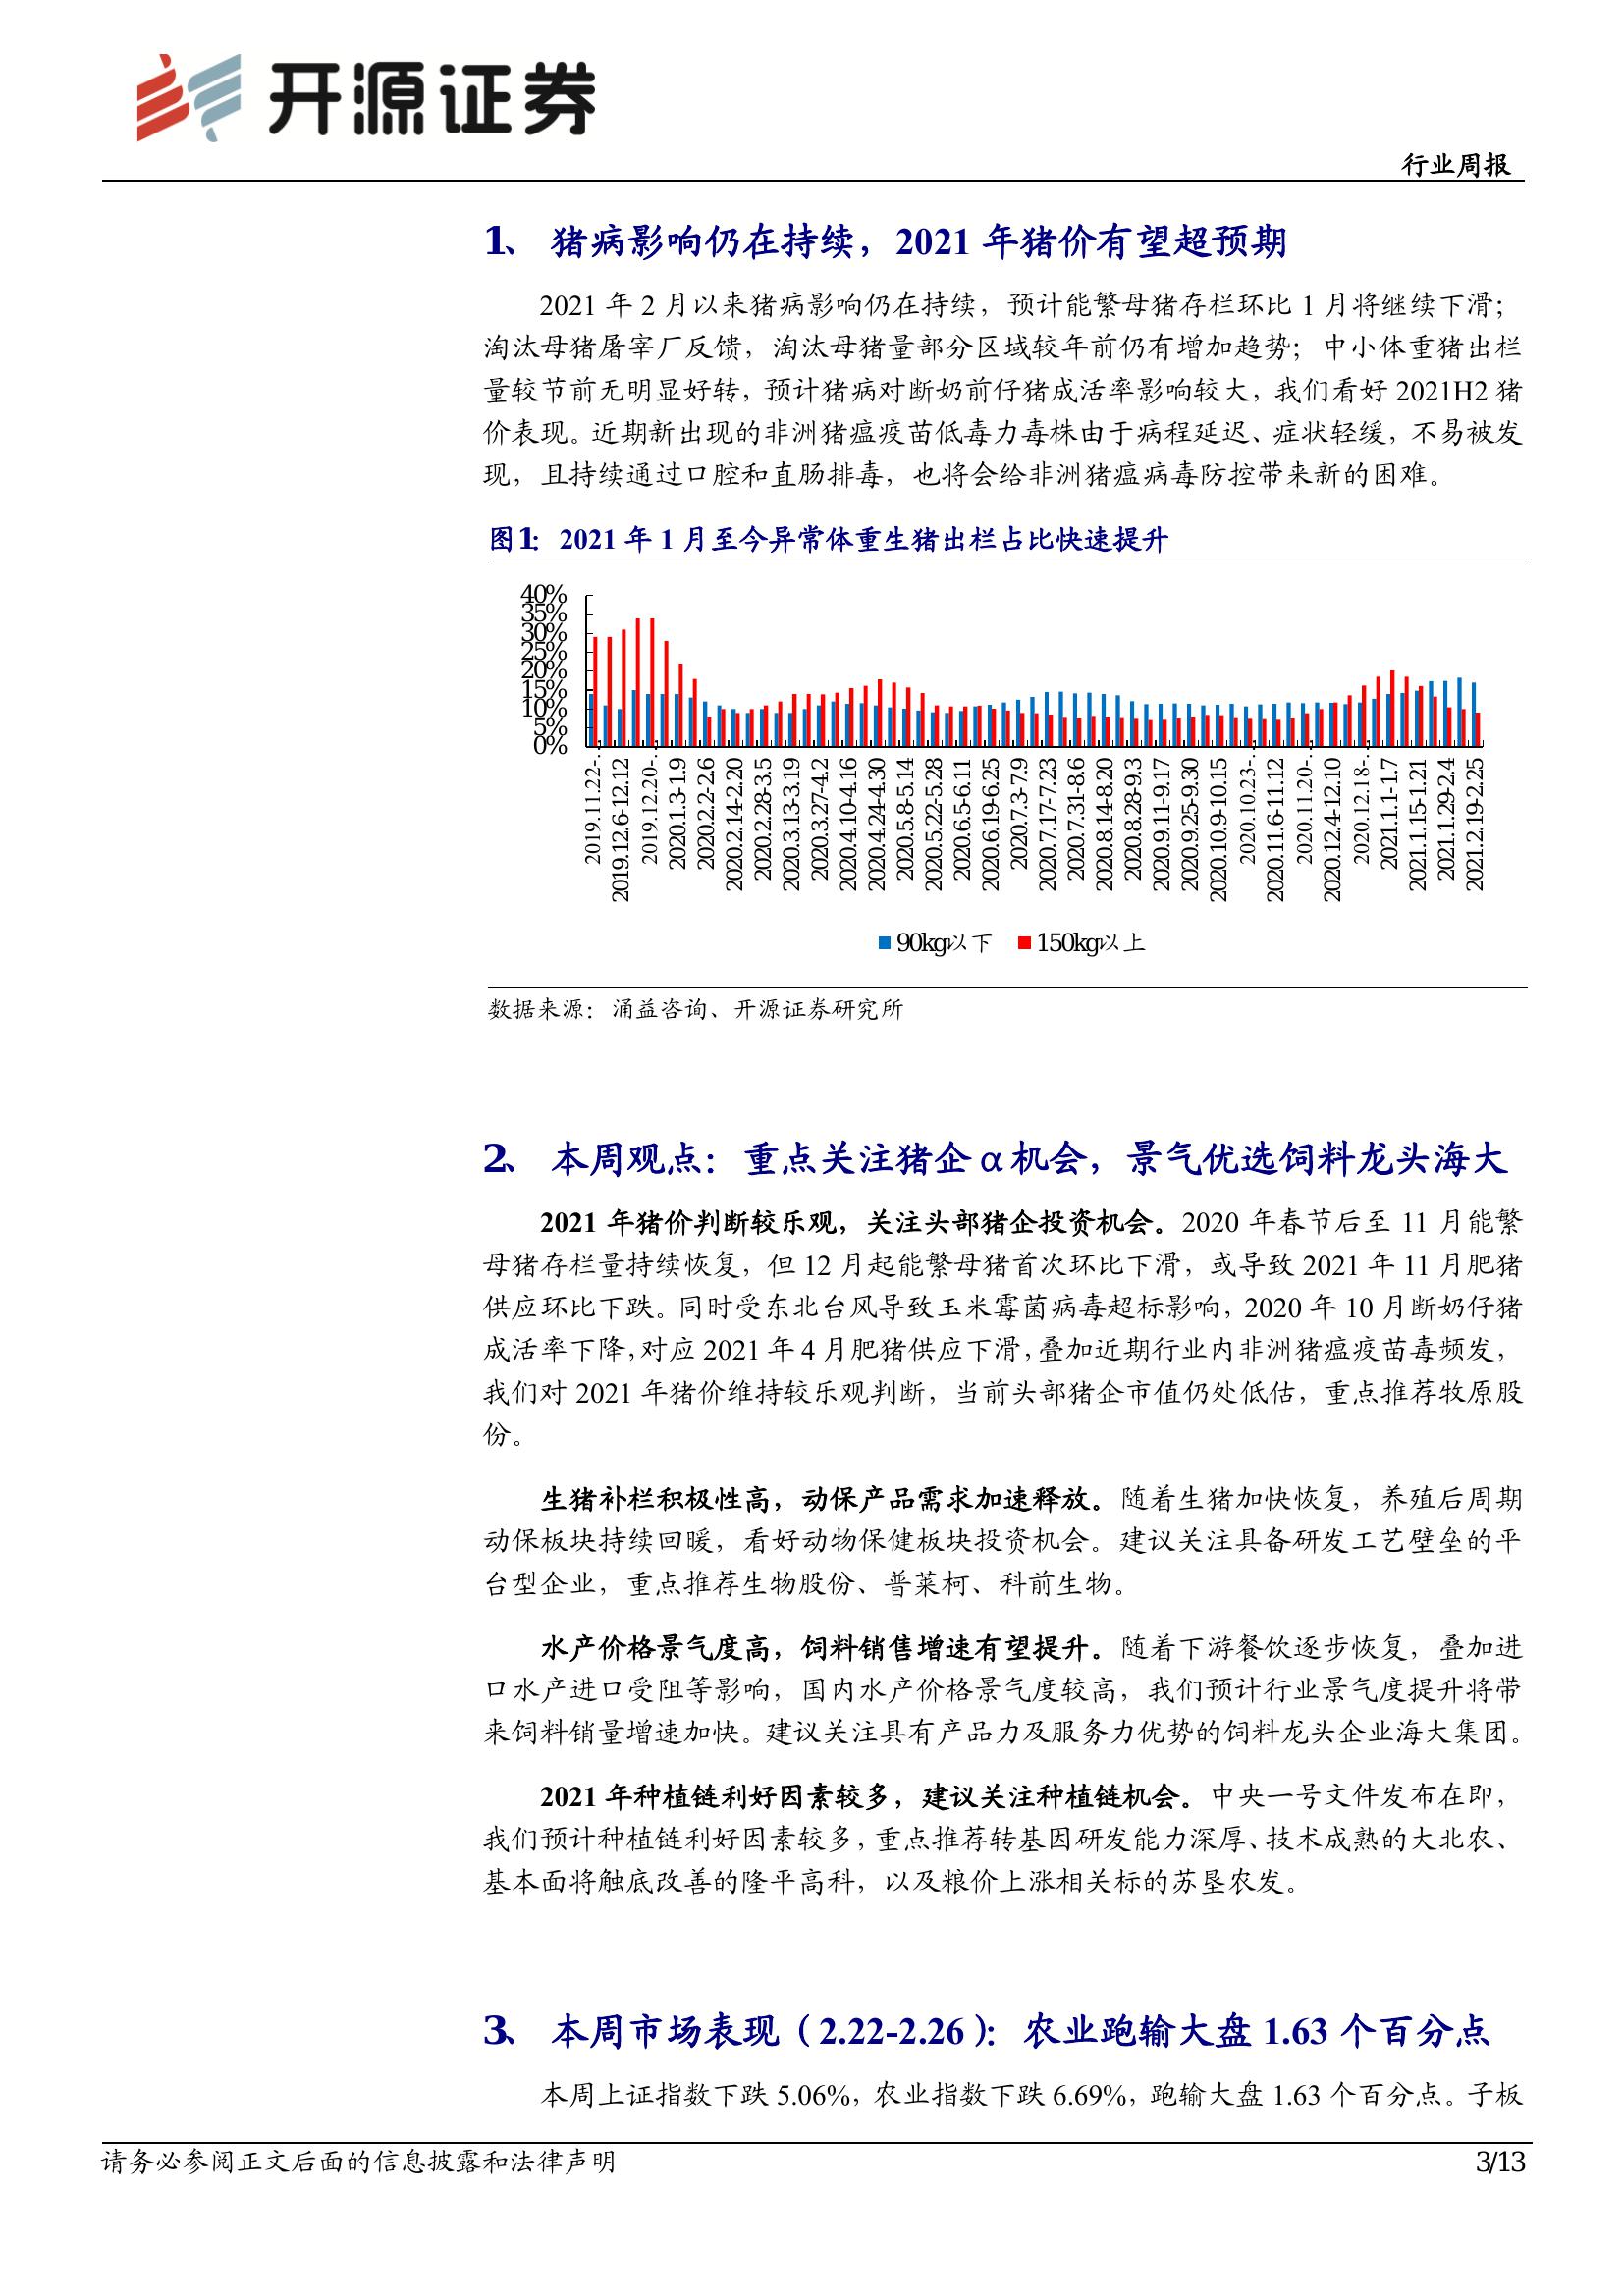 开源证券
行业周报
1、 猪病影响仍在持续，2021 年猪价有望超预期
2021 年 2 月以来猪病影响仍在持续，预计能繁母猪存栏环比 1 月将继续下滑；
淘汰母猪屠宰厂反馈，淘汰母猪量部分区域较年前仍有增加趋势；中小体重猪出栏
量较节前无明显好转，预计猪病对断奶前仔猪成活率影响较大，我们看好 2021H2 猪
价表现。近期新出现的非洲猪瘟疫苗低毒力毒株由于病程延迟、症状轻缓，不易被发
现，且持续通过口腔和直肠排毒，也将会给非洲猪瘟病毒防控带来新的困难。
图1： 2021 年 1 月至今异常体重生猪出栏占比快速提升
40%
35%
30%
25%
20%
15%
10%
5%
0%
2019.11.22-…
2019.12.6-12.12
2019.12.20-…
2020.1.3-1.9
2020.2.2-2.6
2020.2.14-2.20
2020.2.28-3.5
2020.3.13-3.19
2020.3.27-4.2
2020.4.10-4.16
2020.4.24-4.30
2020.5.8-5.14
2020.5.22-5.28
2020.6.5-6.11
2020.6.19-6.25
2020.7.3-7.9
2020.7.17-7.23
2020.7.31-8.6
2020.8.14-8.20
2020.8.28-9.3
2020.9.11-9.17
2020.9.25-9.30
2020.10.9-10.15
2020.10.23-…
2020.11.6-11.12
2020.11.20-…
2020.12.4-12.10
2020.12.18-…
2021.1.1-1.7
2021.1.15-1.21
2021.1.29-2.4
2021.2.19-2.25
90kg以下 150kg以上
数据来源：涌益咨询、开源证券研究所
2、 本周观点：重点关注猪企 α 机会，景气优选饲料龙头海大
2021 年猪价判断较乐观，关注头部猪企投资机会。2020 年春节后至 11 月能繁
母猪存栏量持续恢复，但 12 月起能繁母猪首次环比下滑，或导致 2021 年 11 月肥猪
供应环比下跌。同时受东北台风导致玉米霉菌病毒超标影响，2020 年 10 月断奶仔猪
成活率下降，对应 2021 年 4 月肥猪供应下滑，叠加近期行业内非洲猪瘟疫苗毒频发，
我们对 2021 年猪价维持较乐观判断，当前头部猪企市值仍处低估，重点推荐牧原股
份。
生猪补栏积极性高，动保产品需求加速释放。随着生猪加快恢复，养殖后周期
动保板块持续回暖，看好动物保健板块投资机会。建议关注具备研发工艺壁垒的平
台型企业，重点推荐生物股份、普莱柯、科前生物。
水产价格景气度高，饲料销售增速有望提升。随着下游餐饮逐步恢复，叠加进
口水产进口受阻等影响，国内水产价格景气度较高，我们预计行业景气度提升将带
来饲料销量增速加快。建议关注具有产品力及服务力优势的饲料龙头企业海大集团。
2021 年种植链利好因素较多，建议关注种植链机会。中央一号文件发布在即，
我们预计种植链利好因素较多，重点推荐转基因研发能力深厚、技术成熟的大北农、
基本面将触底改善的隆平高科，以及粮价上涨相关标的苏垦农发。
3、 本周市场表现（2.22-2.26）：农业跑输大盘 1.63 个百分点
本周上证指数下跌 5.06%，农业指数下跌 6.69%，跑输大盘 1.63 个百分点。子板
请务必参阅正文后面的信息披露和法律声明
3/13